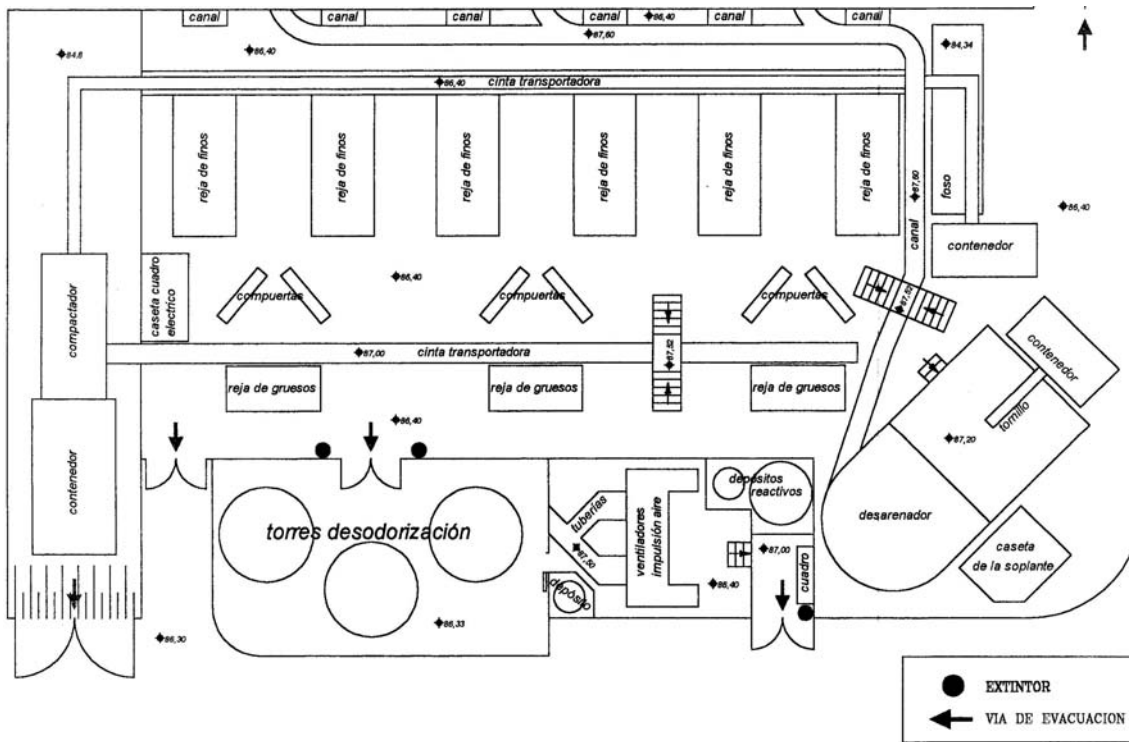 canal
canal
canal
canal
86,40
canal
canal
84.6
86,40
87,60
84,34
86,40
cinta transportadora
reja de finos
reja de finos
reja de finos
reja de finos
reja de finos
reja de finos
87,60
canal
foso
86,40
contenedor
compactador
caseta cuadro
electrico
compuertas
86,40
compuertas
compuertas
87,52
87,00
cinta transportadora
87,52
contenedor
tornillo
reja de gruesos
reja de gruesos
reja de gruesos
86,40
87,20
contenedor
torres desodorización
tuberías
87,50
ventiladores
impulsión aire
depósitos
reactivos
desarenador
87,00
cuadro
caseta
de la soplante
depósito
86,40
86,33
86,30
EXTINTOR
VIA DE EVACUACION